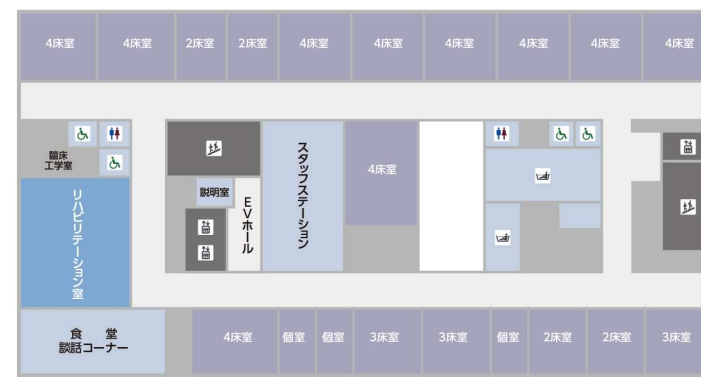 4床室
4床室
2床室
2床室
4床室
4床室
4床室
4床室
4床室
4床室
臨床
工学室
リハビリテーション室
説明室
EVホール
スタッフステーション
4床室
食 堂
談話コーナー
4床室
個室
個室
3床室
3床室
個室
2床室
2床室
3床室